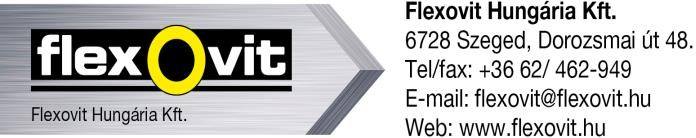 flexOvit
Flexovit Hungária Kft.
Flexovit Hungária Kft.
6728 Szeged, Dorozsmai út 48.
Tel/fax: +36 62/ 462-949
E-mail: flexovit@flexovit.hu
Web: www.flexovit.hu